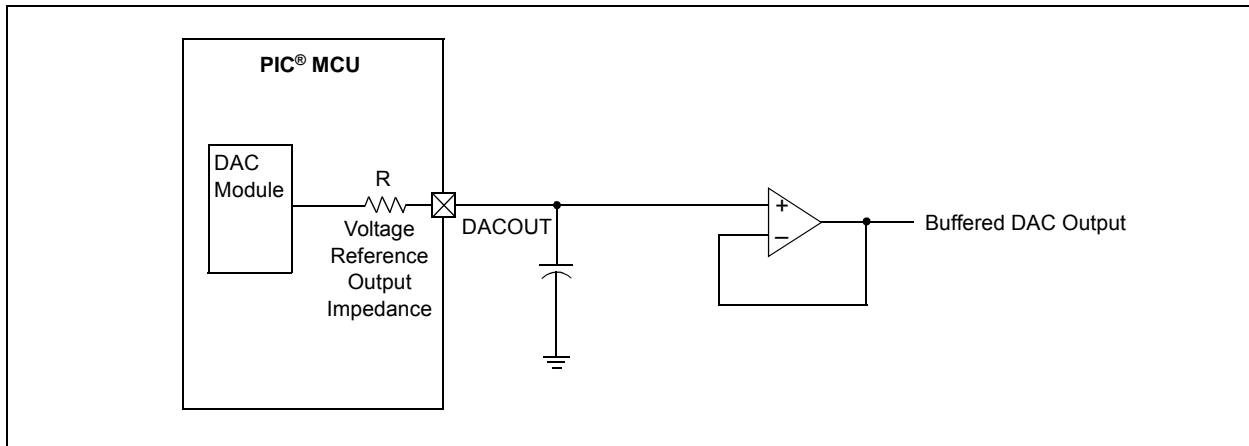 PIC® MCU
DAC
Module
R
Voltage
Reference
Output
Impedance
DACOUT
+
–
Buffered DAC Output